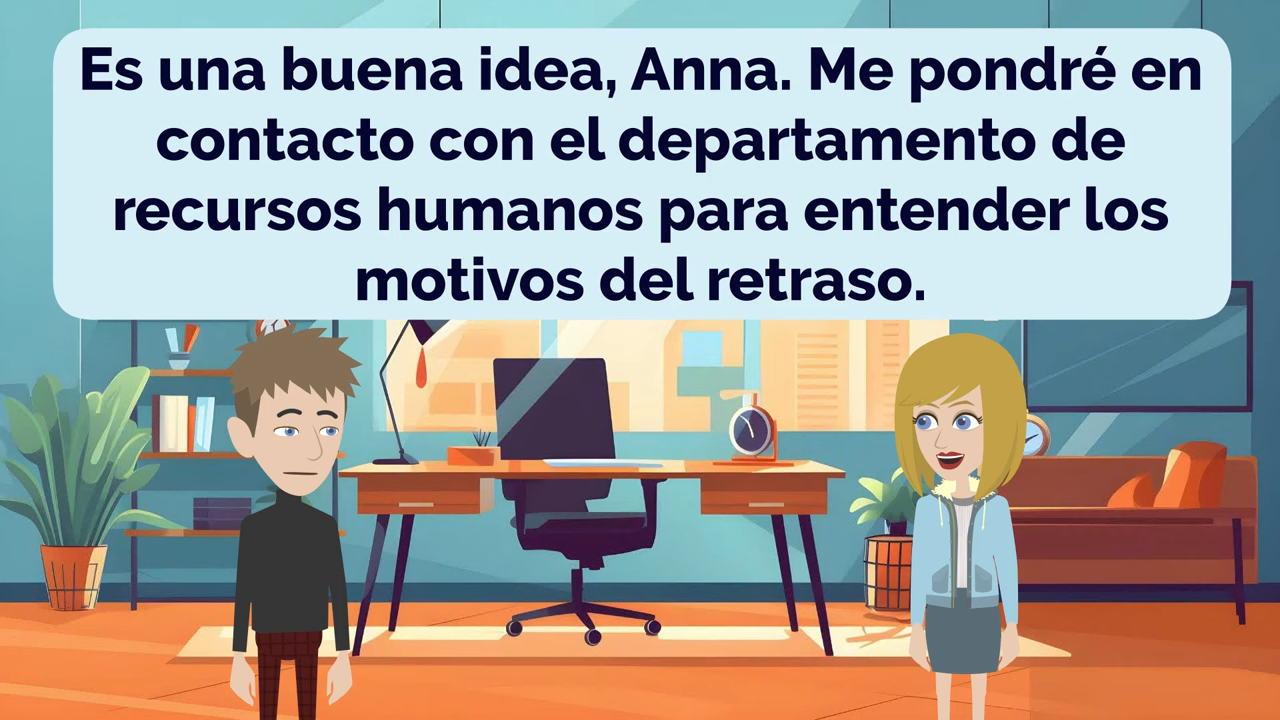 Es una buena idea, Anna. Me pondré en
contacto con el departamento de
recursos humanos para entender los
motivos del retraso.